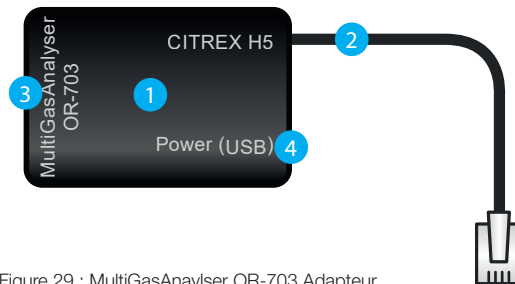 MultiGasAnalyser
OR-703
CITREX H5
Power (USB)
1
2
3
4
Figure 29 : MultiGasAnaylser OR-703 Adapteur